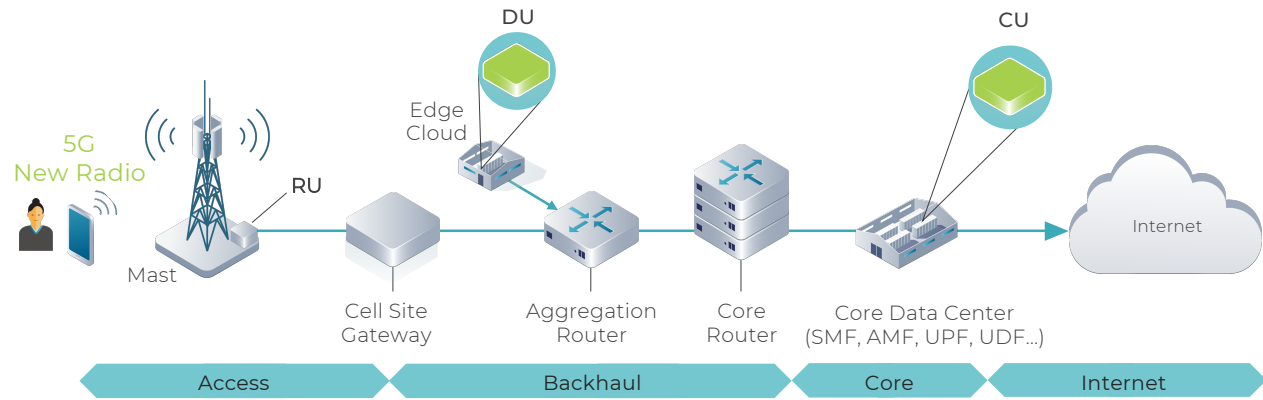 DU
CU
Edge
Cloud
5G
New Radio
RU
Mast
Internet
Cell Site
Gateway
Aggregation
Router
Core
Router
Core Data Center
(SMF, AMF, UPF, UDF...)
Access
Backhaul
Core
Internet